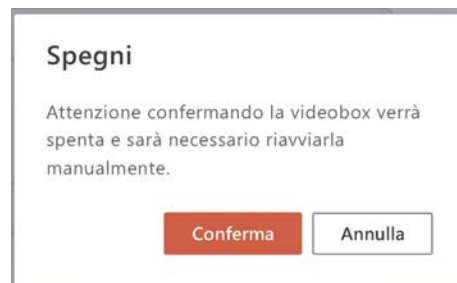 Spegni
Attenzione confermando la videobox verrà
spenta e sarà necessario riavviarla
manualmente.
Conferma
Annulla